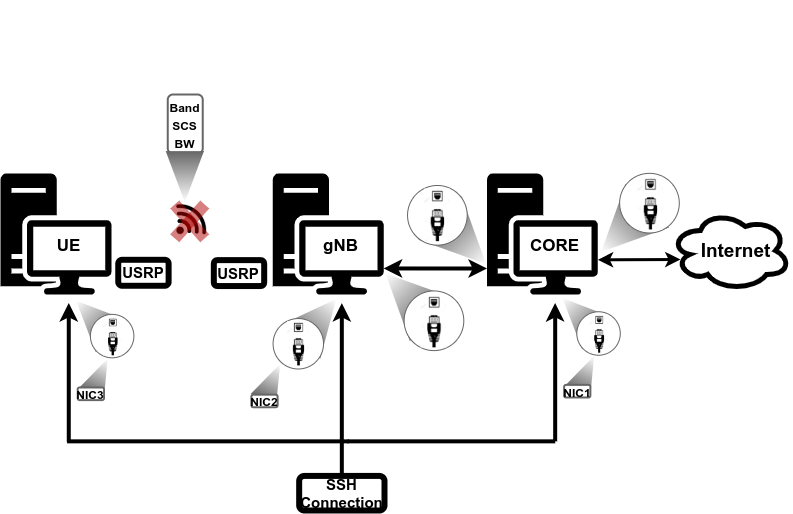 Band
SCS
BW
UE
gNB
CORE
Internet
USRP
USRP
NIC3
NIC2
NIC1
SSH
Connection